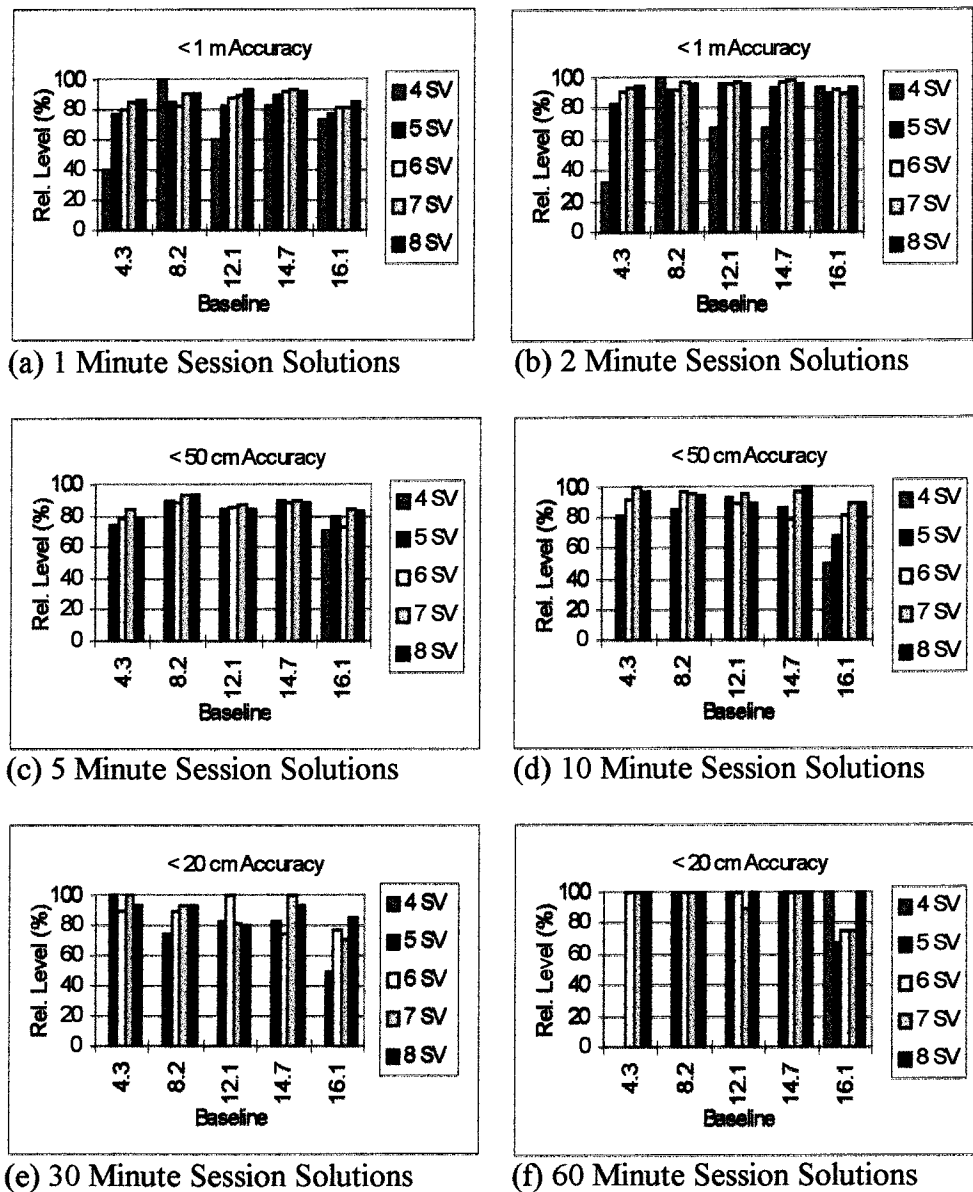 < 1 m Accuracy
Rel. Level (%)
100
80
60
40
20
0
4.3
8.2
12.1
14.7
16.1
Baseline
4 SV
5 SV
6 SV
7 SV
8 SV
(a) 1 Minute Session Solutions
< 1 m Accuracy
Rel. Level (%)
100
80
60
40
20
0
4.3
8.2
12.1
14.7
16.1
Baseline
4 SV
5 SV
6 SV
7 SV
8 SV
(b) 2 Minute Session Solutions
< 50 cm Accuracy
Rel. Level (%)
100
80
60
40
20
0
4.3
8.2
12.1
14.7
16.1
Baseline
4 SV
5 SV
6 SV
7 SV
8 SV
(c) 5 Minute Session Solutions
< 50 cm Accuracy
Rel. Level (%)
100
80
60
40
20
0
4.3
8.2
12.1
14.7
16.1
Baseline
4 SV
5 SV
6 SV
7 SV
8 SV
(d) 10 Minute Session Solutions
< 20 cm Accuracy
Rel. Level (%)
100
80
60
40
20
0
4.3
8.2
12.1
14.7
16.1
Baseline
4 SV
5 SV
6 SV
7 SV
8 SV
(e) 30 Minute Session Solutions
< 20 cm Accuracy
Rel. Level (%)
100
80
60
40
20
0
4.3
8.2
12.1
14.7
16.1
Baseline
4 SV
5 SV
6 SV
7 SV
8 SV
(f) 60 Minute Session Solutions